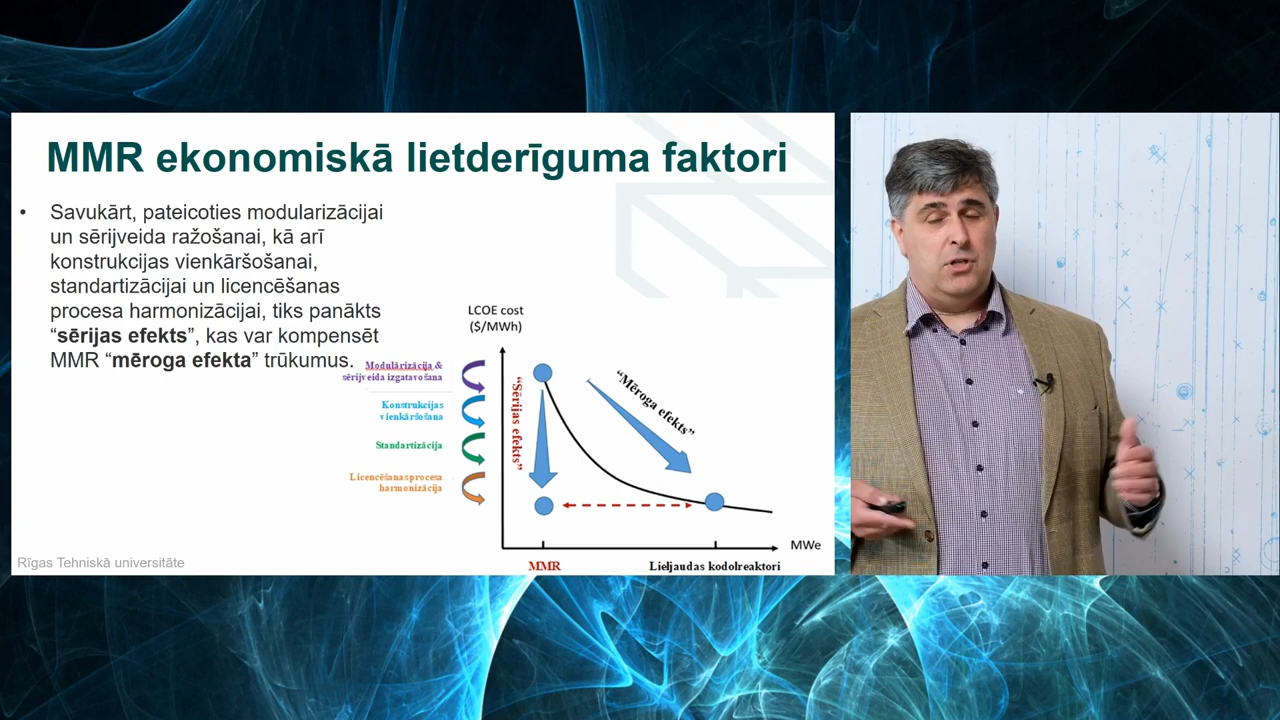 MMR ekonomiskā lietderīguma faktori
• Savukārt, pateicoties modularizācijai
un sērijveida ražošanai, kā arī
konstrukcijas vienkāršošanai,
standartizācijai un licencēšanas
procesa harmonizācijai, tiks panākts
“sērijas efekts”, kas var kompensēt
MMR “mēroga efekta” trūkumus.
LCOE cost
($/MWh)
Modulārizācija &
sērijveida izgatavošana
Konstrukcijas
vienkāršošana
Standartizācija
Licencēšanas procesa
harmonizācija
“Sērijas efekts”
“Mēroga efekts”
MWe
MMR
Lieljaudas kodolreaktori
Rīgas Tehniskā universitāte